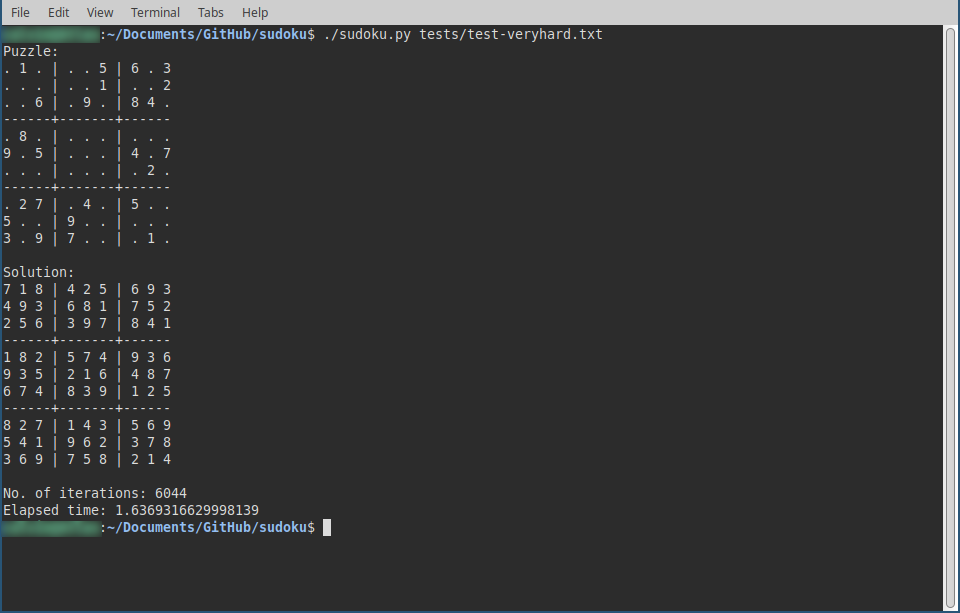 File Edit View Terminal Tabs Help
:~/Documents/GitHub/sudoku$ ./sudoku.py tests/test-veryhard.txt
Puzzle:
. 1 . | . . 5 | 6 . 3
. . . | . . 1 | . . 2
. . 6 | . 9 . | 8 4 .
------+-------+------
. 8 . | . . . | . . .
9 . 5 | . . . | 4 . 7
. . . | . . . | . 2 .
------+-------+------
. 2 7 | . 4 . | 5 . .
5 . . | 9 . . | . . .
3 . 9 | 7 . . | . 1 .
Solution:
7 1 8 | 4 2 5 | 6 9 3
4 9 3 | 6 8 1 | 7 5 2
2 5 6 | 3 9 7 | 8 4 1
------+-------+------
1 8 2 | 5 7 4 | 9 3 6
9 3 5 | 2 1 6 | 4 8 7
6 7 4 | 8 3 9 | 1 2 5
------+-------+------
8 2 7 | 1 4 3 | 5 6 9
5 4 1 | 9 6 2 | 3 7 8
3 6 9 | 7 5 8 | 2 1 4
No. of iterations: 6044
Elapsed time: 1.6369316629998139
:~/Documents/GitHub/sudoku$